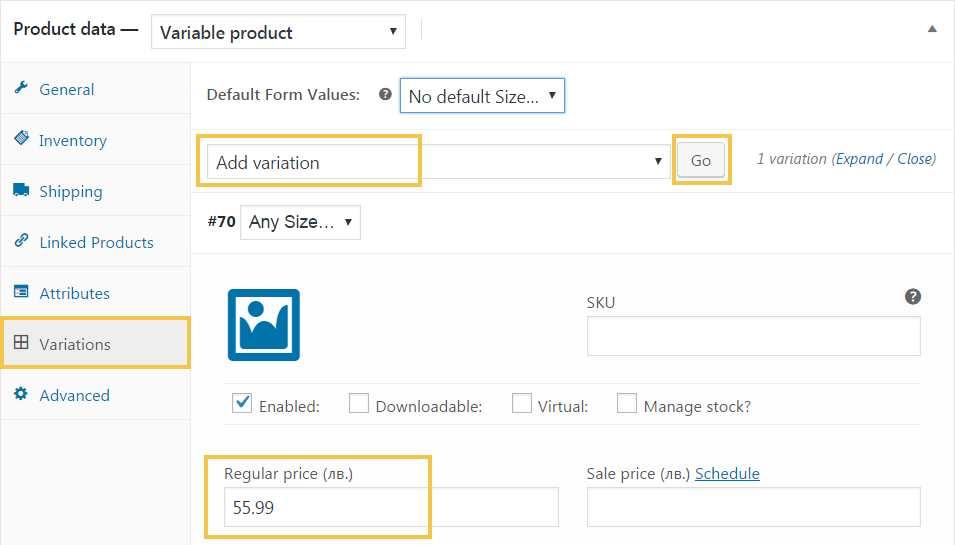 Product data — Variable product
General
Inventory
Shipping
Linked Products
Attributes
Variations
Advanced
Default Form Values: ? No default Size...
Add variation Go 1 variation (Expand / Close)
#70 Any Size...
SKU ?
Enabled: Downloadable: Virtual: Manage stock?
Regular price (лв.) Sale price (лв.) Schedule
55.99